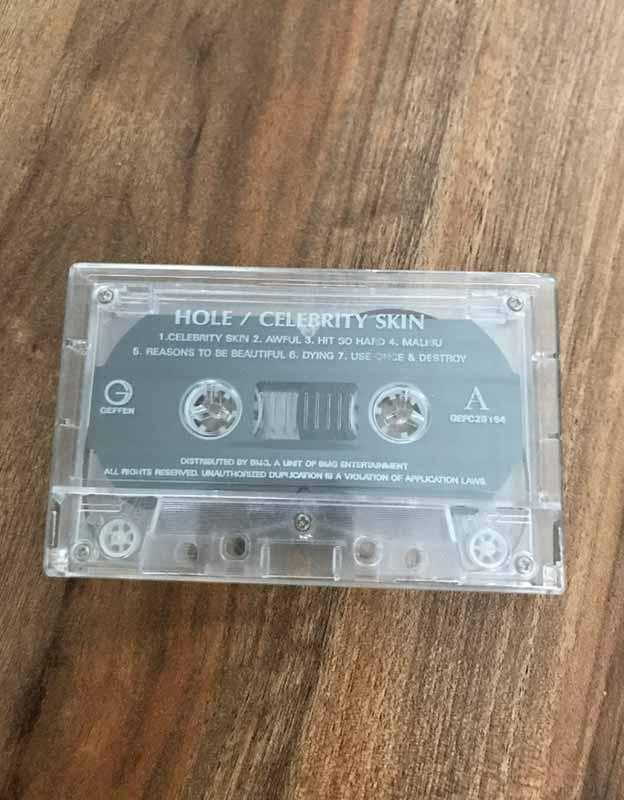 HOLE / CELEBRITY SKIN
1.CELEBRITY SKIN 2. AWFUL 3. HIT SO HARD 4. MALIBU
5. REASONS TO BE BEAUTIFUL 6. DYING 7. USE ONCE & DESTROY
GEFFEN
A
GEFC25164
DISTRIBUTED BY BMG, A UNIT OF BMG ENTERTAINMENT
ALL RIGHTS RESERVED. UNAUTHORIZED DUPLICATION IS A VIOLATION OF APPLICATION LAWS.